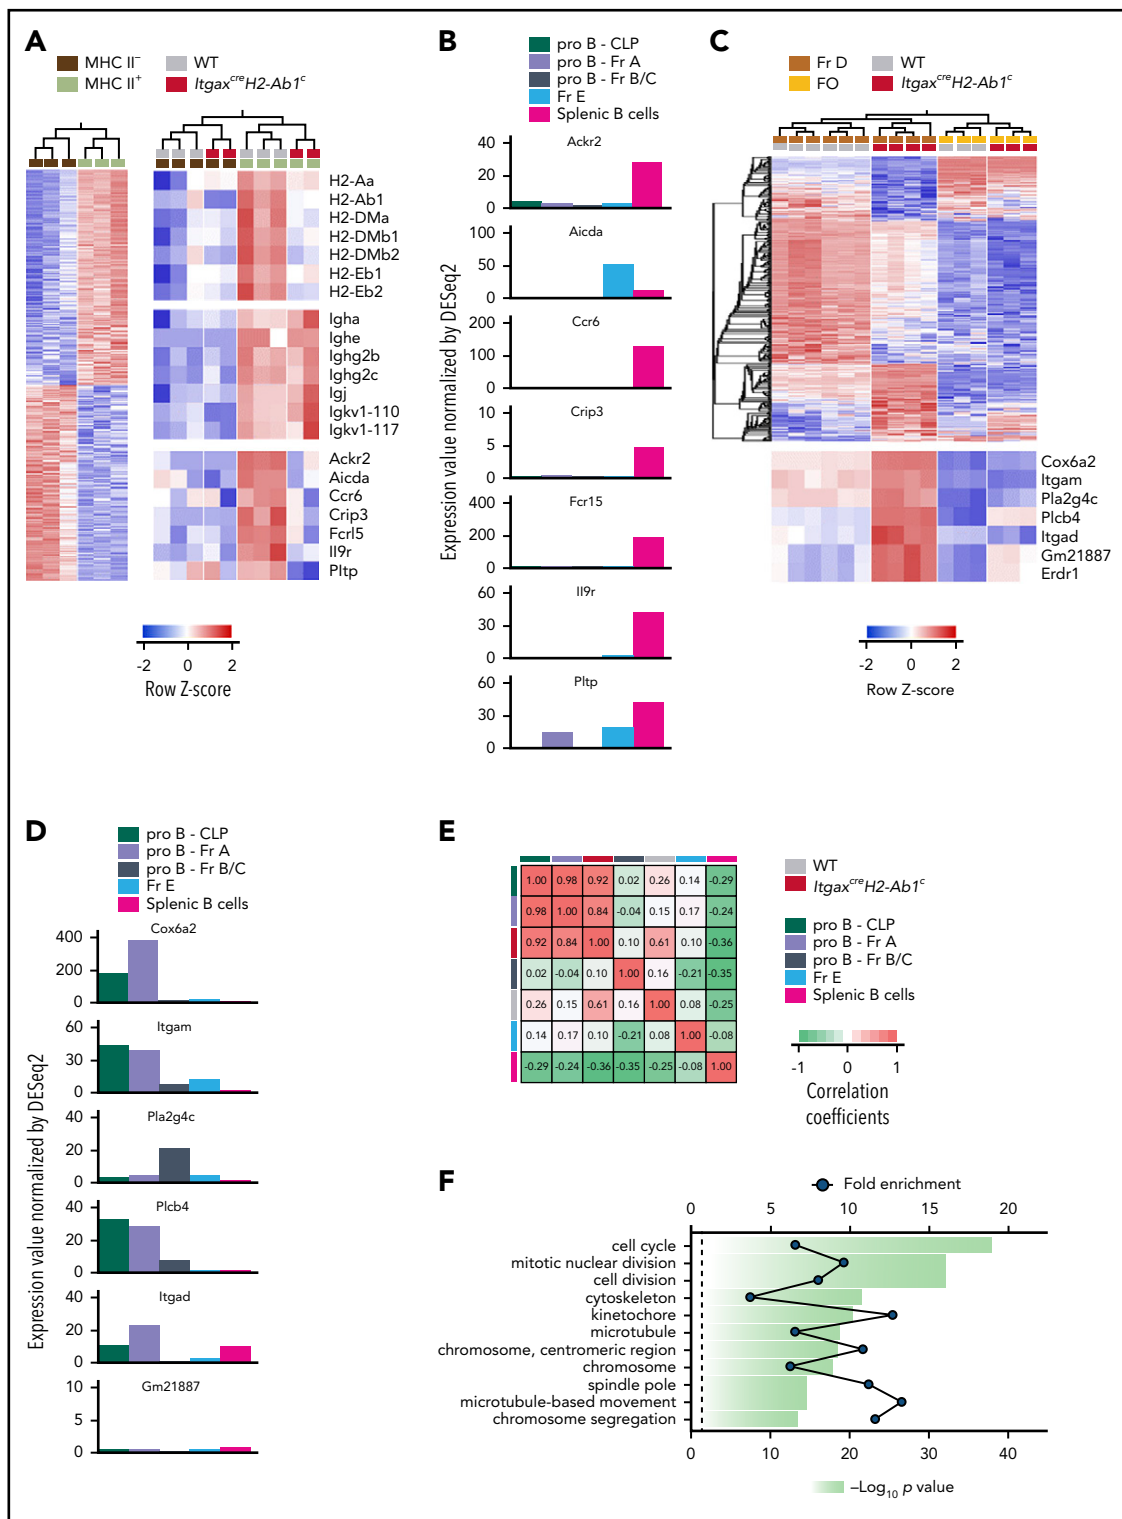 A
MHC II⁻
WT
MHC II⁺
Itgax^cre H2-Ab1^c
H2-Aa
H2-Ab1
H2-DMa
H2-DMb1
H2-DMb2
H2-Eb1
H2-Eb2
Igha
Ighe
Ighg2b
Ighg2c
Igj
Igkv1-110
Igkv1-117
Ackr2
Aicda
Ccr6
Crip3
Fcrl5
Il9r
Pltp
-2 0 2
Row Z-score
B
pro B - CLP
pro B - Fr A
pro B - Fr B/C
Fr E
Splenic B cells
Expression value normalized by DESeq2
Ackr2
40
20
0
Aicda
100
50
0
Ccr6
200
100
0
Crip3
10
5
0
Fcr15
400
200
0
Il9r
60
30
0
Pltp
60
30
0
C
Fr D
WT
FO
Itgax^cre H2-Ab1^c
Cox6a2
Itgam
Pla2g4c
Plcb4
Itgad
Gm21887
Erdr1
-2 0 2
Row Z-score
D
pro B - CLP
pro B - Fr A
pro B - Fr B/C
Fr E
Splenic B cells
Expression value normalized by DESeq2
Cox6a2
400
200
0
Itgam
60
30
0
Pla2g4c
40
20
0
Plcb4
40
20
0
Itgad
40
20
0
Gm21887
10
5
0
E
1.00 0.98 0.92 0.02 0.26 0.14 -0.29
0.98 1.00 0.84 -0.04 0.15 0.17 -0.24
0.92 0.84 1.00 0.10 0.61 0.10 -0.36
0.02 -0.04 0.10 1.00 0.16 -0.21 -0.35
0.26 0.15 0.61 0.16 1.00 0.08 -0.25
0.14 0.17 0.10 -0.21 0.08 1.00 -0.08
-0.29 -0.24 -0.36 -0.35 -0.25 -0.08 1.00
WT
Itgax^cre H2-Ab1^c
pro B - CLP
pro B - Fr A
pro B - Fr B/C
Fr E
Splenic B cells
-1 0 1
Correlation
coefficients
F
Fold enrichment
0 5 10 15 20
cell cycle
mitotic nuclear division
cell division
cytoskeleton
kinetochore
microtubule
chromosome, centromeric region
chromosome
spindle pole
microtubule-based movement
chromosome segregation
0 10 20 30 40
–Log₁₀ p value